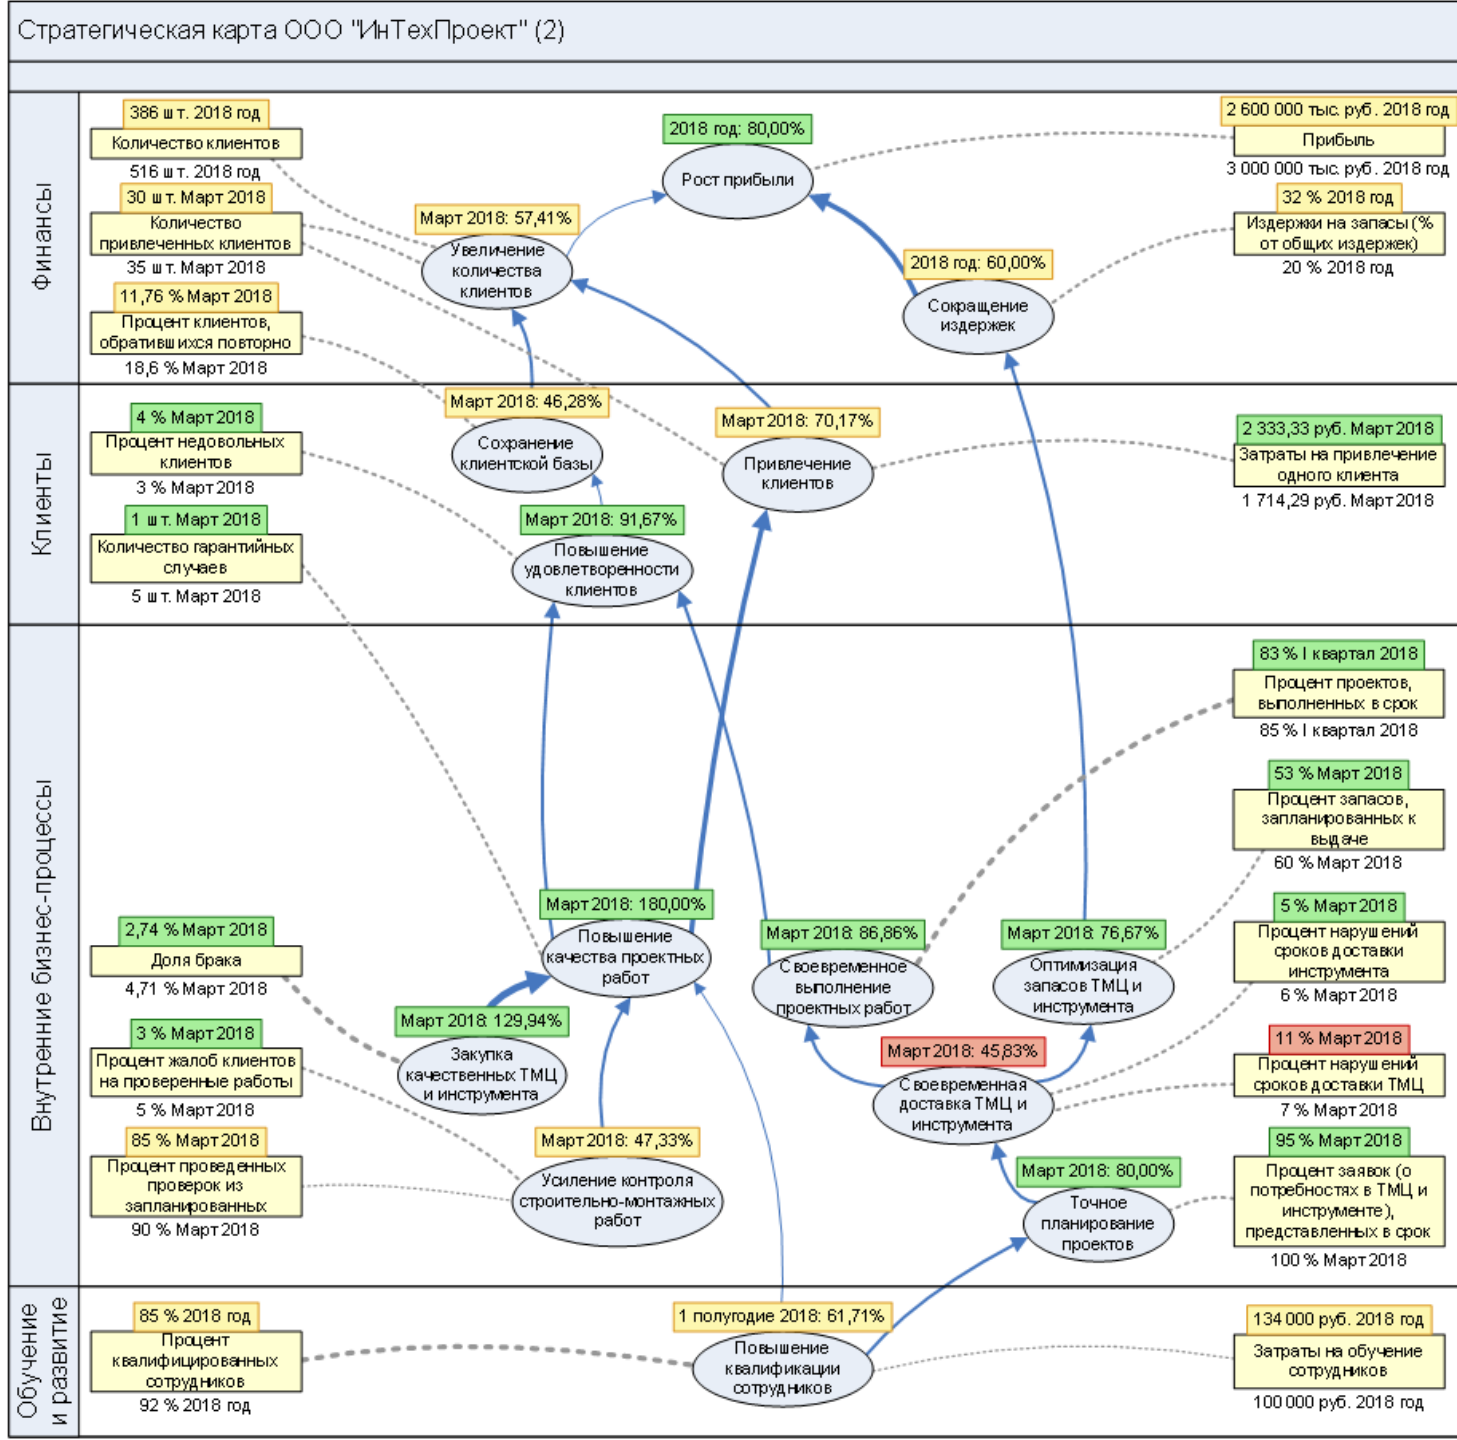 Стратегическая карта ООО "ИнТехПроект" (2)
Финансы
386 шт. 2018 год
Количество клиентов
516 шт. 2018 год
30 шт. Март 2018
Количество
привлеченных клиентов
35 шт. Март 2018
11,76 % Март 2018
Процент клиентов,
обратившихся повторно
18,6 % Март 2018
2018 год: 80,00%
Рост прибыли
Март 2018: 57,41%
Увеличение
количества
клиентов
2018 год: 60,00%
Сокращение
издержек
2 600 000 тыс. руб. 2018 год
Прибыль
3 000 000 тыс. руб. 2018 год
32 % 2018 год
Издержки на запасы (%
от общих издержек)
20 % 2018 год
Клиенты
4 % Март 2018
Процент недовольных
клиентов
3 % Март 2018
1 шт. Март 2018
Количество гарантийных
случаев
5 шт. Март 2018
Март 2018: 46,28%
Сохранение
клиентской базы
Март 2018: 70,17%
Привлечение
клиентов
Март 2018: 91,67%
Повышение
удовлетворенности
клиентов
2 333,33 руб. Март 2018
Затраты на привлечение
одного клиента
1 714,29 руб. Март 2018
Внутренние бизнес-процессы
2,74 % Март 2018
Доля брака
4,71 % Март 2018
3 % Март 2018
Процент жалоб клиентов
на проверенные работы
5 % Март 2018
85 % Март 2018
Процент проведенных
проверок из
запланированных
90 % Март 2018
Март 2018: 180,00%
Повышение
качества проектных
работ
Март 2018: 129,94%
Закупка
качественных ТМЦ
и инструмента
Март 2018: 47,33%
Усиление контроля
строительно-монтажных
работ
Март 2018: 86,86%
Своевременное
выполнение
проектных работ
Март 2018: 76,67%
Оптимизация
запасов ТМЦ и
инструмента
Март 2018: 45,83%
Своевременная
доставка ТМЦ и
инструмента
Март 2018: 80,00%
Точное
планирование
проектов
83 % I квартал 2018
Процент проектов,
выполненных в срок
85 % I квартал 2018
53 % Март 2018
Процент запасов,
запланированных к
выдаче
60 % Март 2018
5 % Март 2018
Процент нарушений
сроков доставки
инструмента
6 % Март 2018
11 % Март 2018
Процент нарушений
сроков доставки ТМЦ
7 % Март 2018
95 % Март 2018
Процент заявок (о
потребностях в ТМЦ и
инструменте),
представленных в срок
100 % Март 2018
Обучение
и развитие
85 % 2018 год
Процент
квалифицированных
сотрудников
92 % 2018 год
1 полугодие 2018: 61,71%
Повышение
квалификации
сотрудников
134 000 руб. 2018 год
Затраты на обучение
сотрудников
100 000 руб. 2018 год